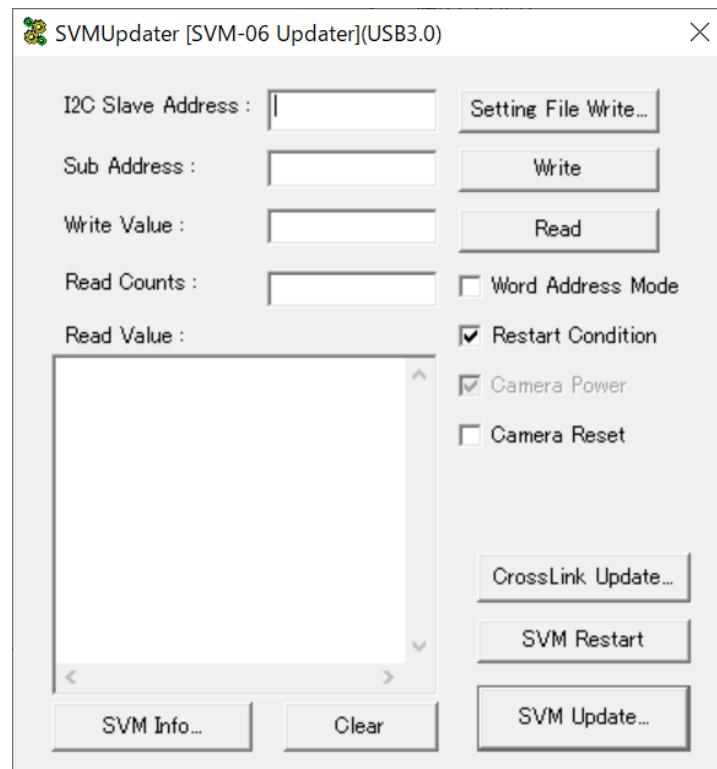 SVMUpdater [SVM-06 Updater](USB3.0)
I2C Slave Address :
Setting File Write...
Sub Address :
Write
Write Value :
Read
Read Counts :
Word Address Mode
Read Value :
Restart Condition
Camera Power
Camera Reset
CrossLink Update...
SVM Restart
SVM Info...
Clear
SVM Update...